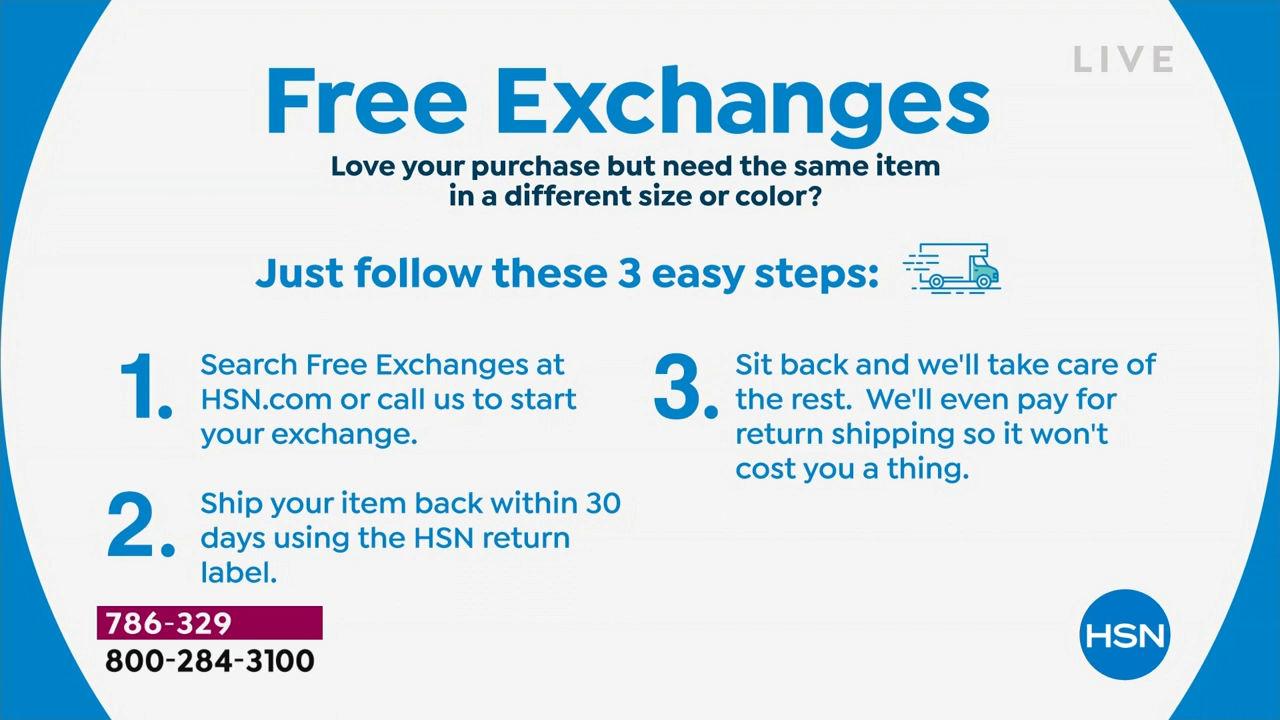 LIVE
Free Exchanges
Love your purchase but need the same item
in a different size or color?
Just follow these 3 easy steps:
1.
Search Free Exchanges at
HSN.com or call us to start
your exchange.
2.
Ship your item back within 30
days using the HSN return
label.
3.
Sit back and we'll take care of
the rest.  We'll even pay for
return shipping so it won't
cost you a thing.
786-329
800-284-3100
HSN